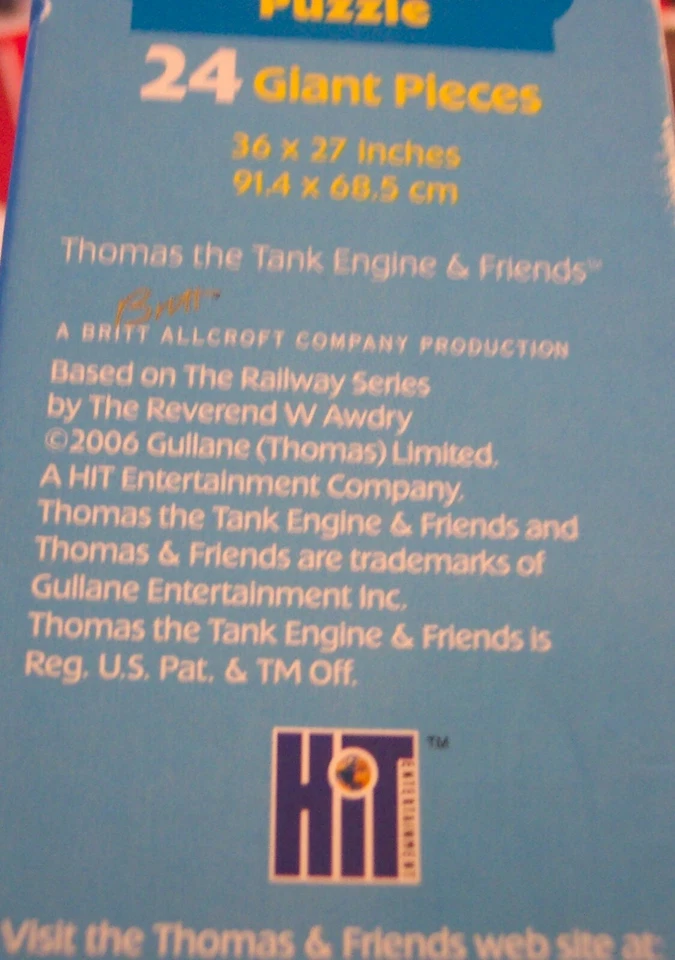 Puzzle
24 Giant Pieces
36 x 27 inches
91.4 x 68.5 cm
Thomas the Tank Engine & Friends™
Britt
A BRITT ALLCROFT COMPANY PRODUCTION
Based on The Railway Series
by The Reverend W Awdry
©2006 Gullane (Thomas) Limited.
A HIT Entertainment Company.
Thomas the Tank Engine & Friends and
Thomas & Friends are trademarks of
Gullane Entertainment Inc.
Thomas the Tank Engine & Friends is
Reg. U.S. Pat. & TM Off.
HiT ENTERTAINMENT ™
Visit the Thomas & Friends web site at: